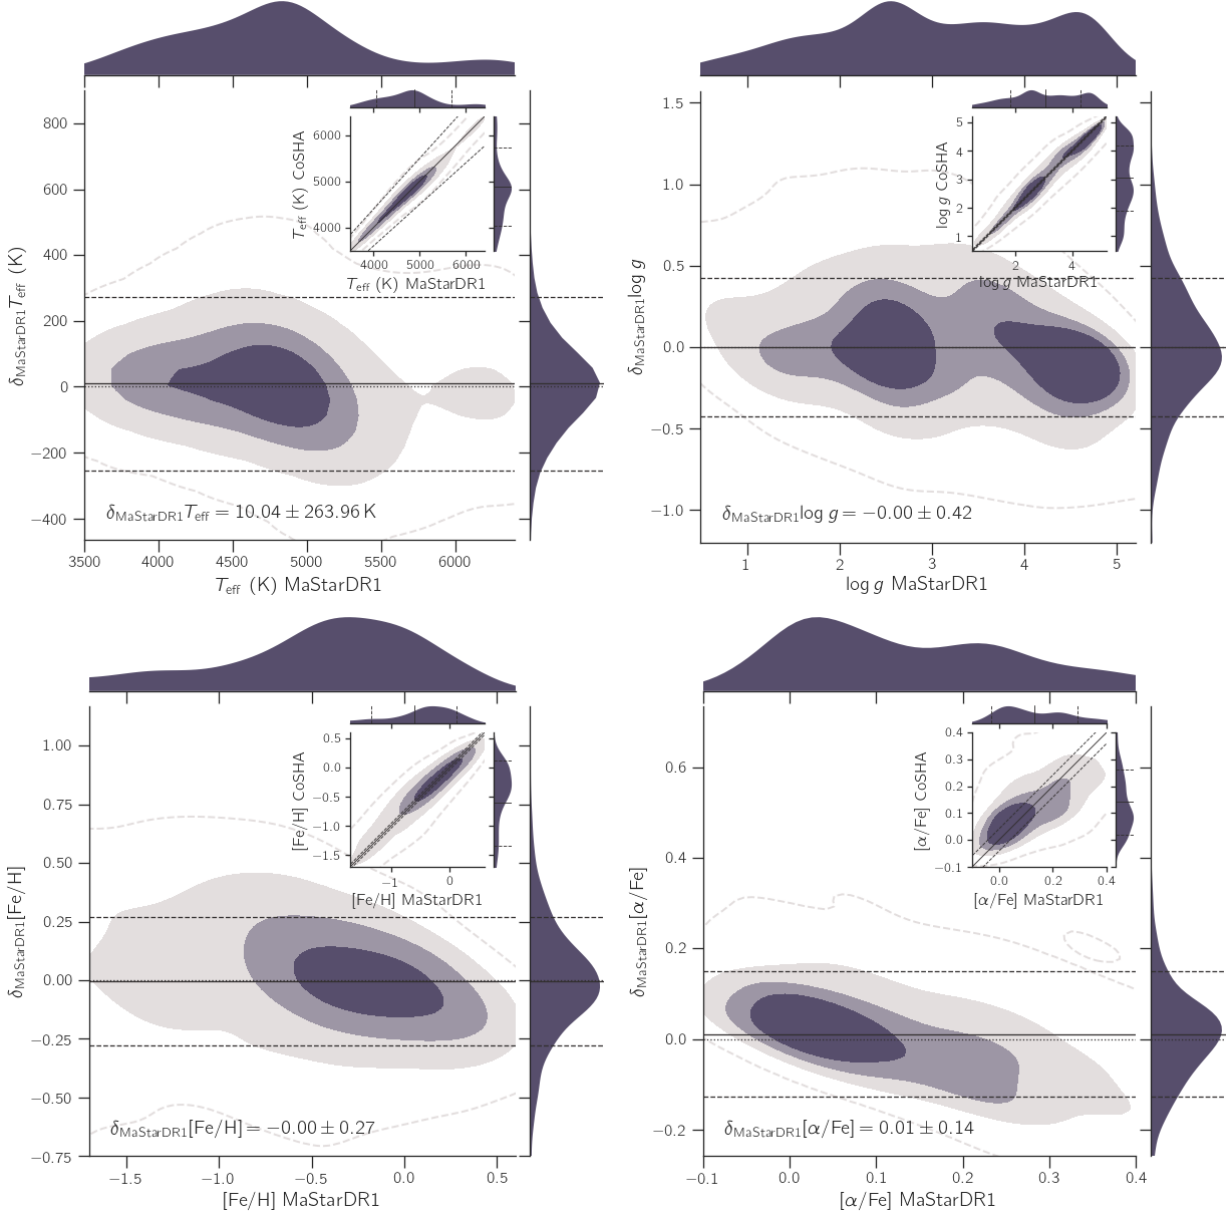 800
600
400
200
0
−200
−400
δMaStarDR1Teff (K)
3500 4000 4500 5000 5500 6000
Teff (K) MaStarDR1
δMaStarDR1Teff = 10.04 ± 263.96 K
6000
5000
4000
Teff (K) CoSHA
4000 5000 6000
Teff (K) MaStarDR1
1.5
1.0
0.5
0.0
−0.5
−1.0
δMaStarDR1log g
1 2 3 4 5
log g MaStarDR1
δMaStarDR1log g = −0.00 ± 0.42
5
4
3
2
1
log g CoSHA
2 4
log g MaStarDR1
1.00
0.75
0.50
0.25
0.00
−0.25
−0.50
−0.75
δMaStarDR1[Fe/H]
−1.5 −1.0 −0.5 0.0 0.5
[Fe/H] MaStarDR1
δMaStarDR1[Fe/H] = −0.00 ± 0.27
0.5
0.0
−0.5
−1.0
−1.5
[Fe/H] CoSHA
−1 0
[Fe/H] MaStarDR1
0.6
0.4
0.2
0.0
−0.2
δMaStarDR1[α/Fe]
−0.1 0.0 0.1 0.2 0.3 0.4
[α/Fe] MaStarDR1
δMaStarDR1[α/Fe] = 0.01 ± 0.14
0.4
0.3
0.2
0.1
0.0
−0.1
[α/Fe] CoSHA
0.0 0.2 0.4
[α/Fe] MaStarDR1